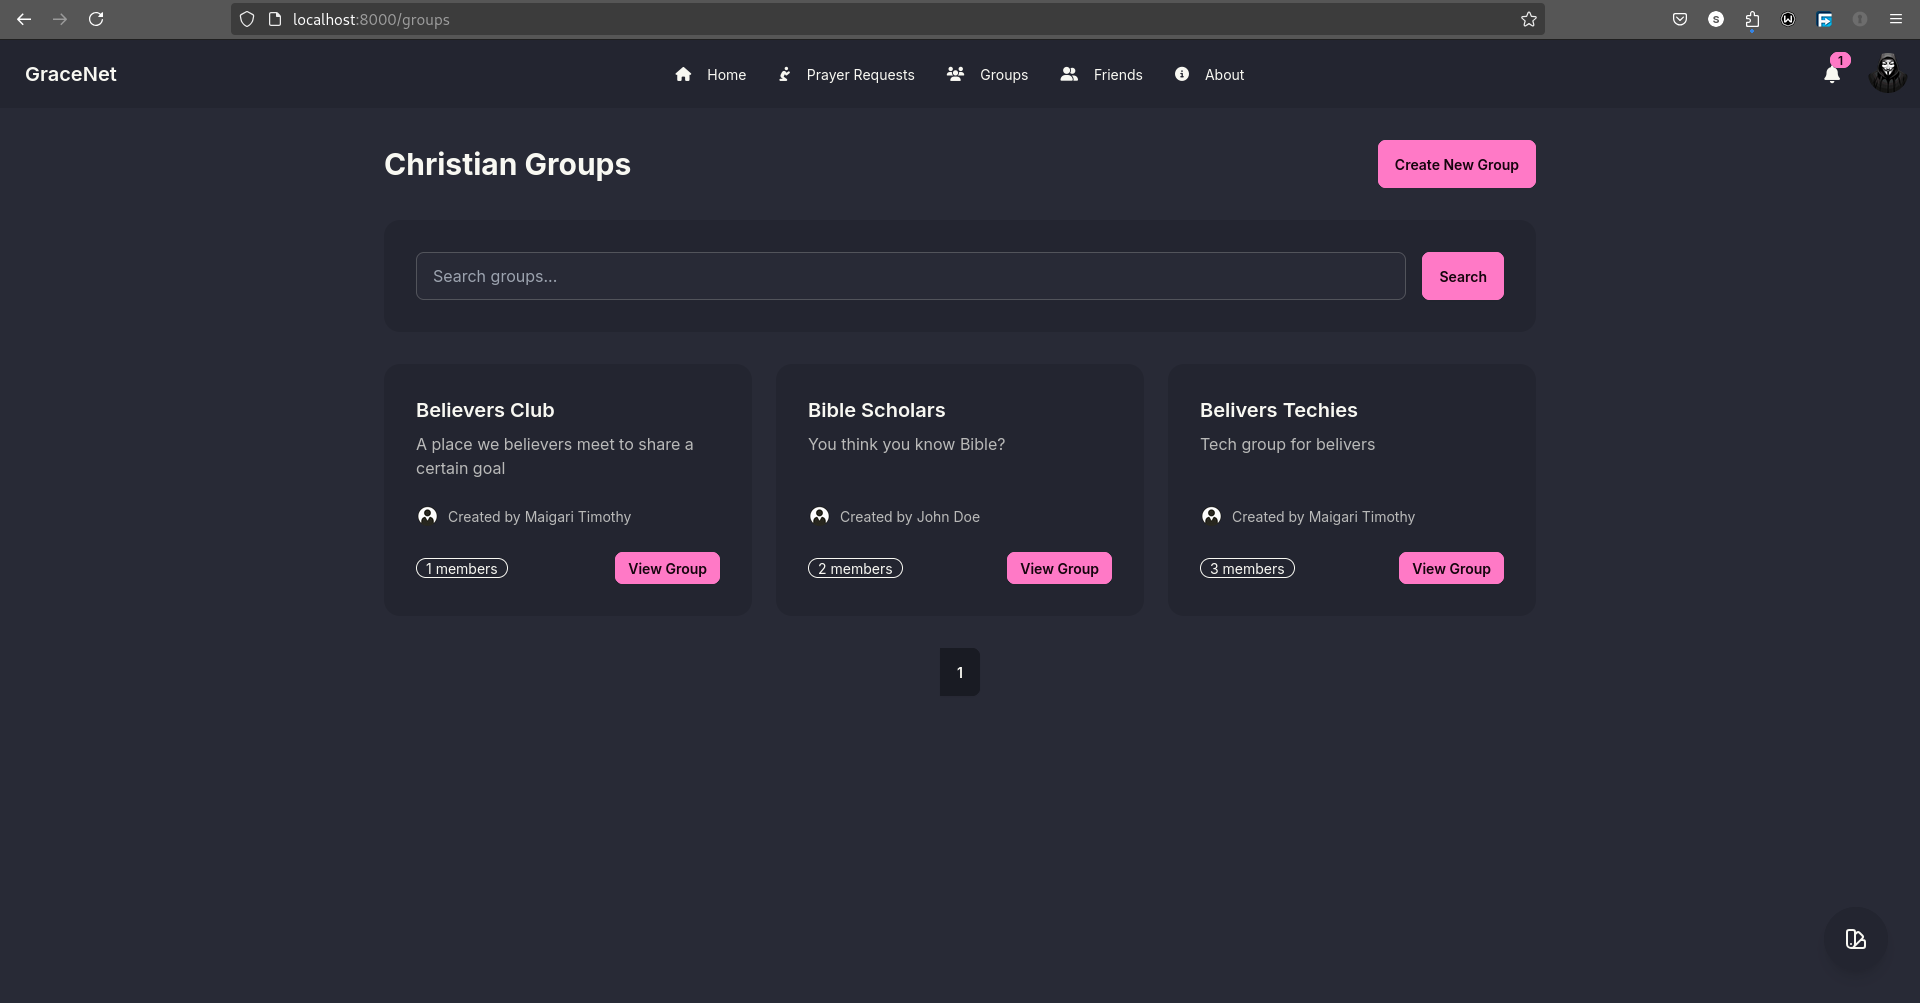 localhost:8000/groups
S
GraceNet
Home
Prayer Requests
Groups
Friends
About
1
Christian Groups
Create New Group
Search groups...
Search
Believers Club
A place we believers meet to share a
certain goal
Created by Maigari Timothy
1 members
View Group
Bible Scholars
You think you know Bible?
Created by John Doe
2 members
View Group
Belivers Techies
Tech group for belivers
Created by Maigari Timothy
3 members
View Group
1